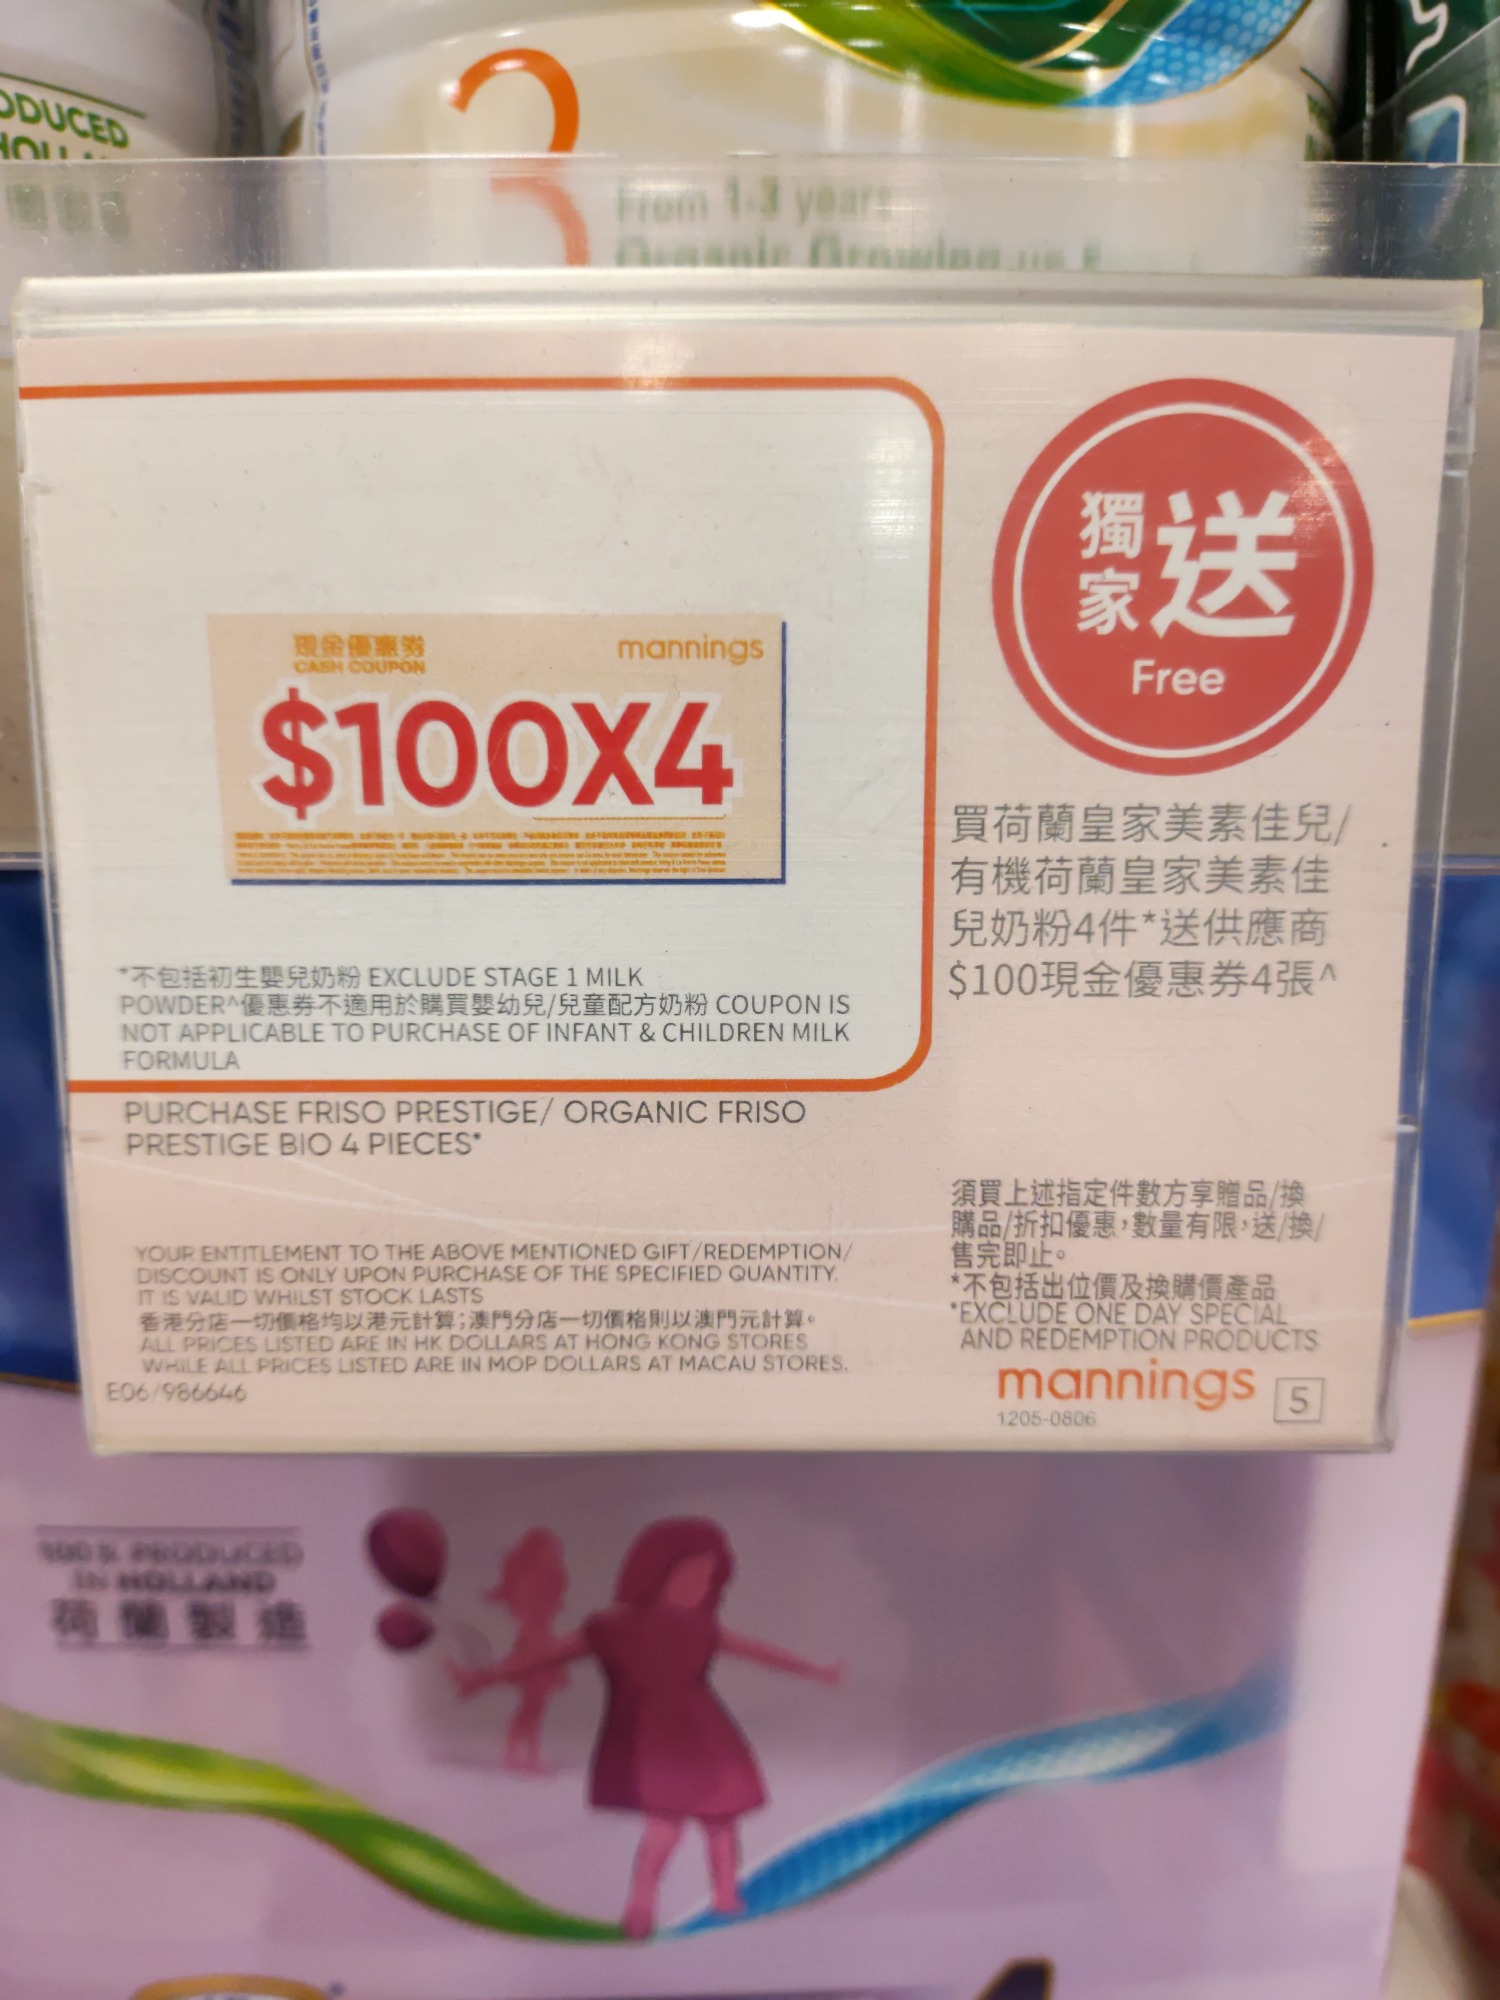 ODUCED
3
From 1-3 years
Organic Growing-up
獨家送
Free
現金優惠券
CASH COUPON
mannings
$100X4
買荷蘭皇家美素佳兒/
有機荷蘭皇家美素佳
兒奶粉4件*送供應商
$100現金優惠券4張^
*不包括初生嬰兒奶粉 EXCLUDE STAGE 1 MILK
POWDER^優惠券不適用於購買嬰幼兒/兒童配方奶粉 COUPON IS
NOT APPLICABLE TO PURCHASE OF INFANT & CHILDREN MILK
FORMULA
PURCHASE FRISO PRESTIGE/ ORGANIC FRISO
PRESTIGE BIO 4 PIECES*
YOUR ENTITLEMENT TO THE ABOVE MENTIONED GIFT/REDEMPTION/
DISCOUNT IS ONLY UPON PURCHASE OF THE SPECIFIED QUANTITY.
IT IS VALID WHILST STOCK LASTS
香港分店一切價格均以港元計算；澳門分店一切價格則以澳門元計算。
ALL PRICES LISTED ARE IN HK DOLLARS AT HONG KONG STORES
WHILE ALL PRICES LISTED ARE IN MOP DOLLARS AT MACAU STORES.
E06/986646
須買上述指定件數方享贈品/換
購品/折扣優惠，數量有限，送/換/
售完即止。
*不包括出位價及換購價產品
*EXCLUDE ONE DAY SPECIAL
AND REDEMPTION PRODUCTS
mannings 5
1205-0806
100% PRODUCED
IN HOLLAND
荷蘭製造